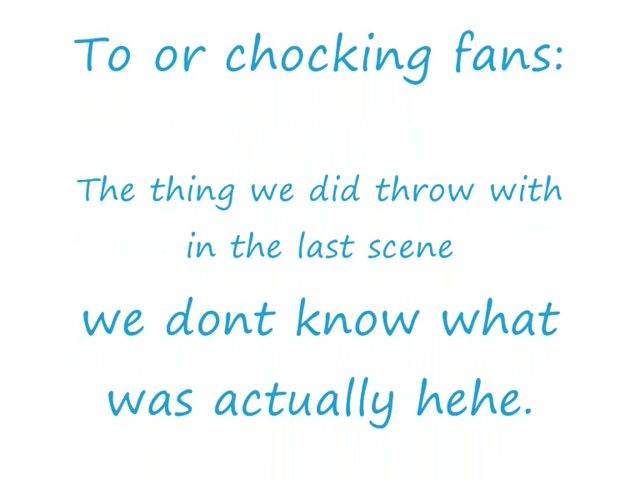 To or chocking fans:
The thing we did throw with
in the last scene
we dont know what
was actually hehe.